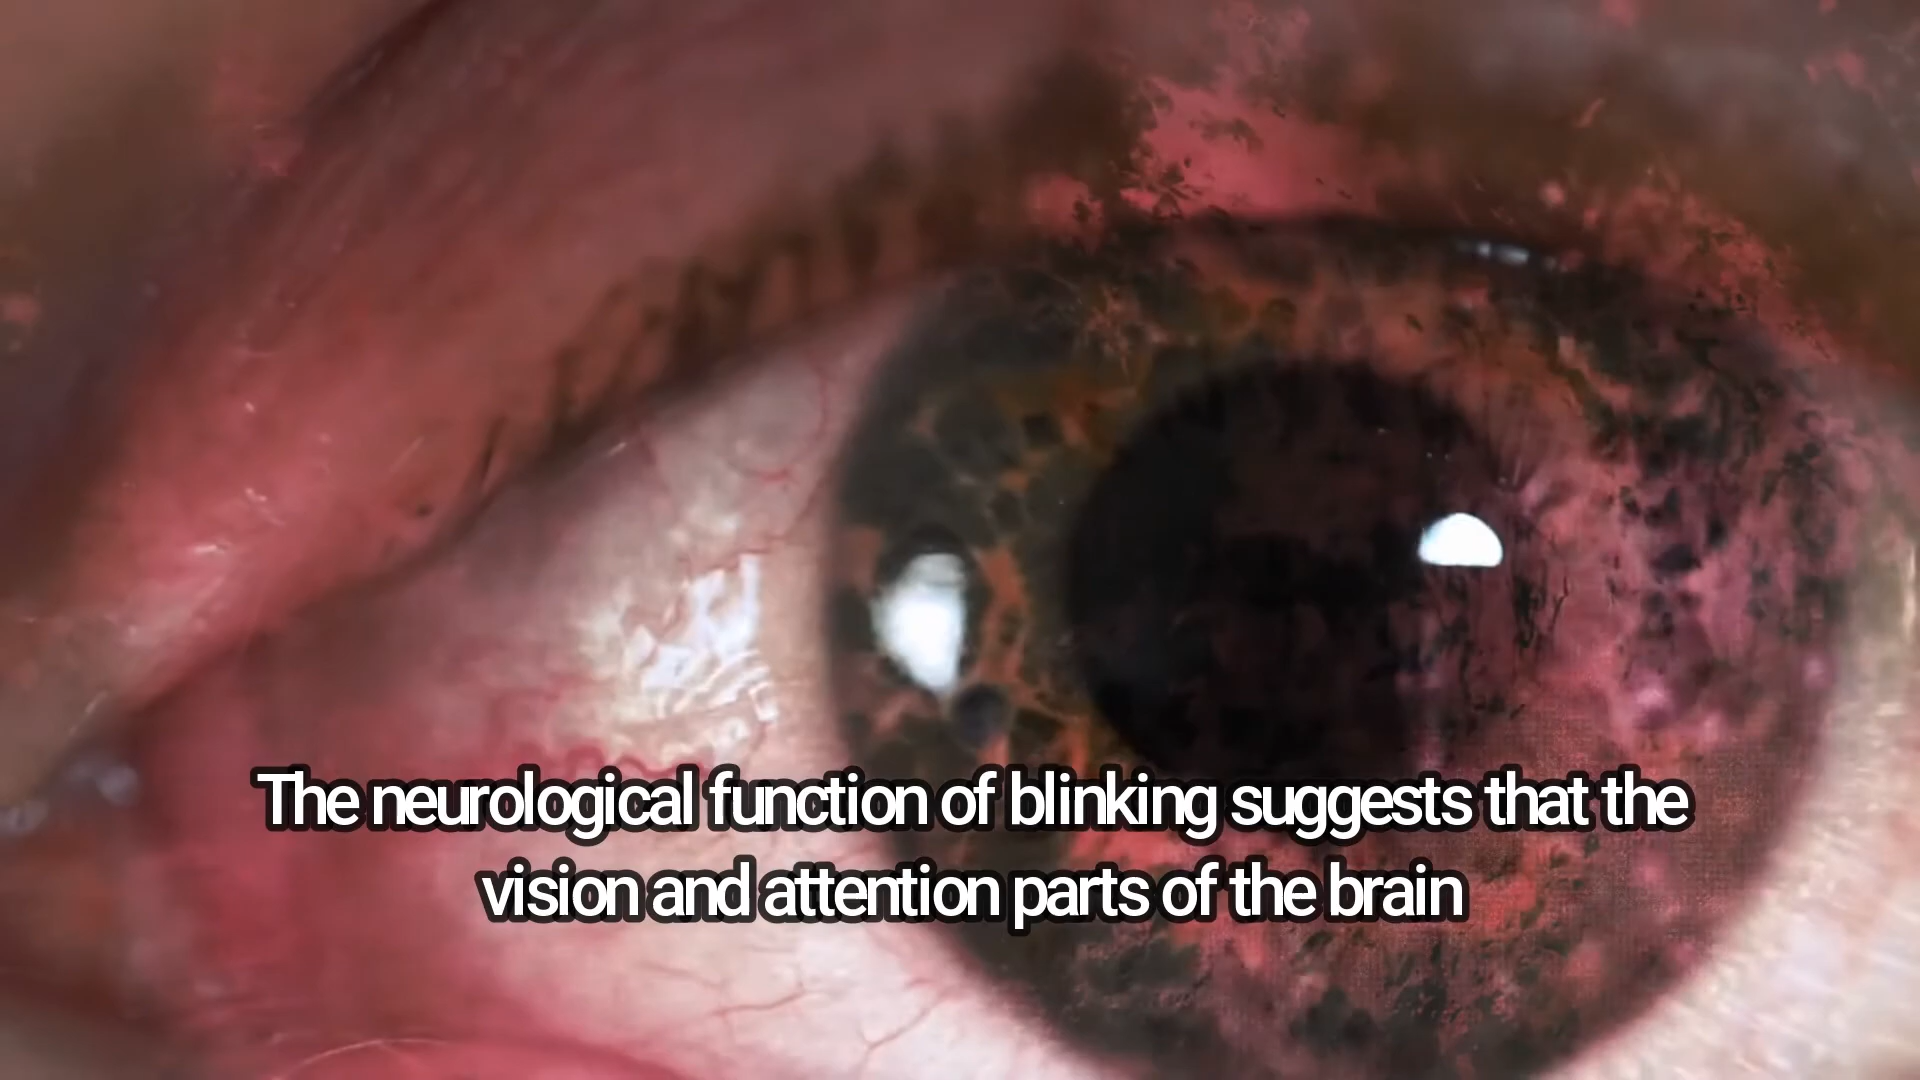 The neurological function of blinking suggests that the
vision and attention parts of the brain